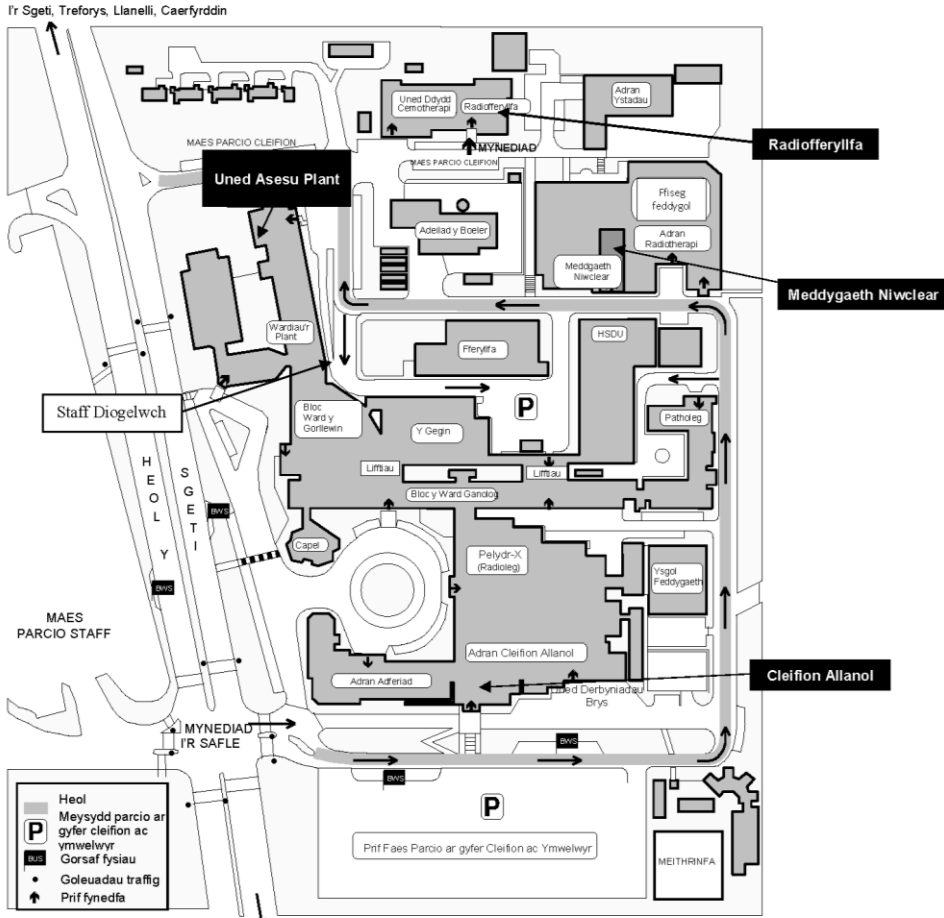 I'r Sgeti, Treforys, Llanelli, Caerfyrddin
Uned Ddydd
Cemotherapi
Radiofferyllfa
Adran
Ystadau
MAES PARCIO CLEIFION
MYNEDIAD
MAES PARCIO CLEIFION
Radiofferyllfa
Uned Asesu Plant
Ffiseg
feddygol
Adeilad y Boeler
Adran
Radiotherapi
Meddgaeth
Niwclear
Meddygaeth Niwclear
Wardiau'r
Plant
Fferyllfa
HSDU
Staff Diogelwch
Bloc
Ward y
Gorllewin
Y Gegin
P
Patholeg
Lifftiau
Lifftiau
Bloc y Ward Ganolog
HEOL Y
SGETI
BWS
BWS
Capel
Pelydr-X
(Radioleg)
Ysgol
Feddygaeth
MAES
PARCIO STAFF
Adran Cleifion Allanol
Adran Adferiad
Cleifion Allanol
Uned Derbyniadau
Brys
MYNEDIAD
I'R SAFLE
BWS
BWS
P
Prif Faes Parcio ar gyfer Cleifion ac Ymwelwyr
MEITHRINFA
Heol
P
Meysydd parcio ar
gyfer cleifion ac
ymwelwyr
BUS
Gorsaf fysiau
Goleuadau traffig
Prif fynedfa